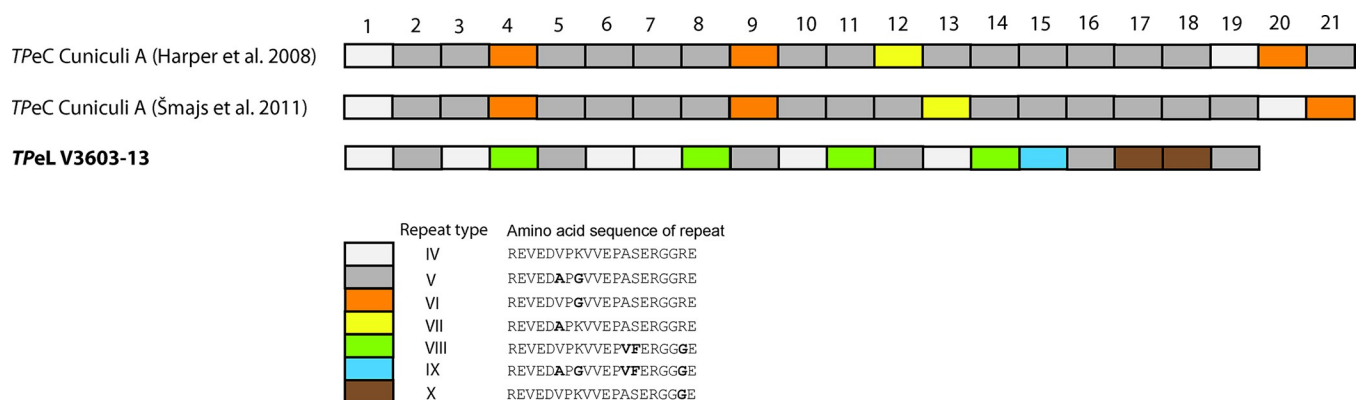 1 2 3 4 5 6 7 8 9 10 11 12 13 14 15 16 17 18 19 20 21
TPeC Cuniculi A (Harper et al. 2008)
TPeC Cuniculi A (Šmajs et al. 2011)
TPeL V3603-13
Repeat type Amino acid sequence of repeat
IV REVEDVPKVVEPASERGGRE
V REVEDAPGVVEPASERGGRE
VI REVEDVPGVVEPASERGGRE
VII REVEDAPKVVEPASERGGRE
VIII REVEDVPKVVEPVFERGGGE
IX REVEDAPGVVEPVFERGGGE
X REVEDVPKVVEPASERGGGE